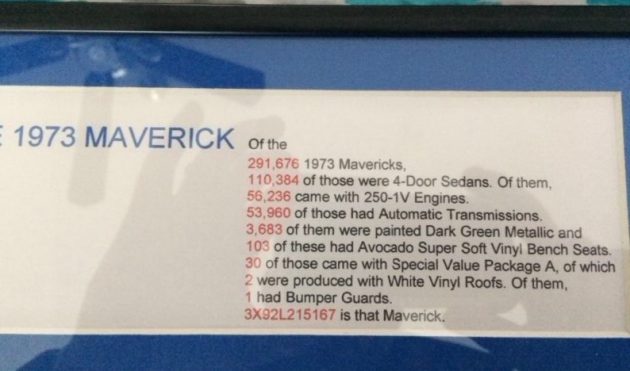 1973 MAVERICK Of the
291,676 1973 Mavericks,
110,384 of those were 4-Door Sedans. Of them,
56,236 came with 250-1V Engines.
53,960 of those had Automatic Transmissions.
3,683 of them were painted Dark Green Metallic and
103 of these had Avocado Super Soft Vinyl Bench Seats.
30 of those came with Special Value Package A, of which
2 were produced with White Vinyl Roofs. Of them,
1 had Bumper Guards.
3X92L215167 is that Maverick.